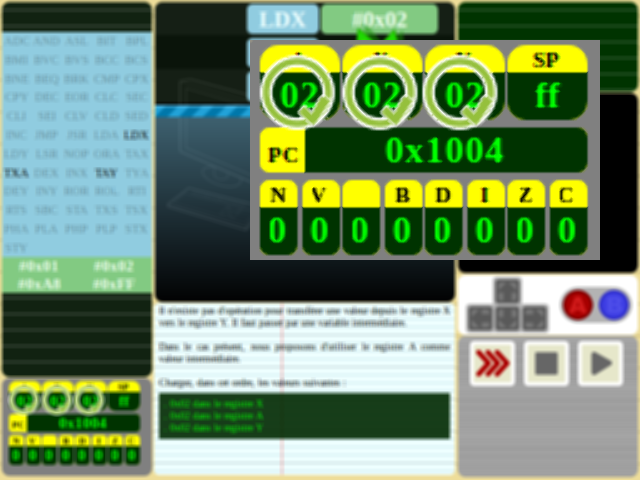 ADC AND ASL BIT BPL
BMI BVC BVS BCC BCS
BNE BEQ BRK CMP CPX
CPY DEC EOR CLC SEC
CLI SEI CLV CLD SED
INC JMP JSR LDA LDX
LDY LSR NOP ORA TAX
TXA DEX INX TAY TYA
DEY INY ROR ROL RTI
RTS SBC STA TXS TSX
PHA PLA PHP PLP STX
STY
#0x01 #0x02
#0xA0 #0xFF
LDX #0x02
SP
02 02 02 ff
PC 0x1004
N V B D I Z C
0 0 0 0 0 0 0 0
Il n'existe pas d'opération pour transférer une valeur depuis le registre X
vers le registre Y. Il faut passer par une variable intermédiaire.
Dans le cas présent, nous proposons d'utiliser le registre A comme
valeur intermédiaire.
Chargez, dans cet ordre, les valeurs suivantes :
0x02 dans le registre X
0x02 dans le registre A
0x02 dans le registre Y
A B
SP
02 02 02 ff
PC 0x1004
N V B D I Z C
0 0 0 0 0 0 0 0